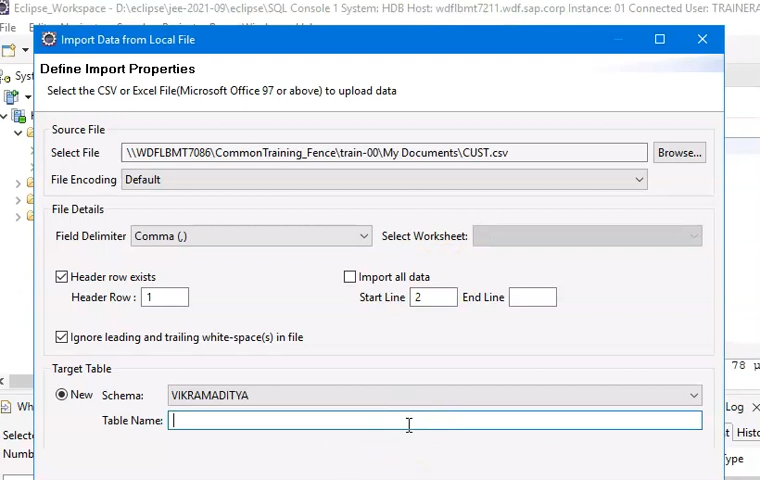 Eclipse_Workspace - D:\eclipse\jee-2021-09\eclipse\SQL Console 1 System: HDB Host: wdflbmt7211.wdf.sap.corp Instance: 01 Connected User: TRAINERA
File
Import Data from Local File
Define Import Properties
Select the CSV or Excel File(Microsoft Office 97 or above) to upload data
Syst
Source File
Select File \\WDFLBMT7086\CommonTraining_Fence\train-00\My Documents\CUST.csv Browse...
File Encoding Default
File Details
Field Delimiter Comma (,) Select Worksheet:
Header row exists Import all data
Header Row : 1 Start Line 2 End Line
Ignore leading and trailing white-space(s) in file
Target Table
78 μ
New Schema: VIKRAMADITYA
Wh Log
Table Name:
Selecte Histo
Numb